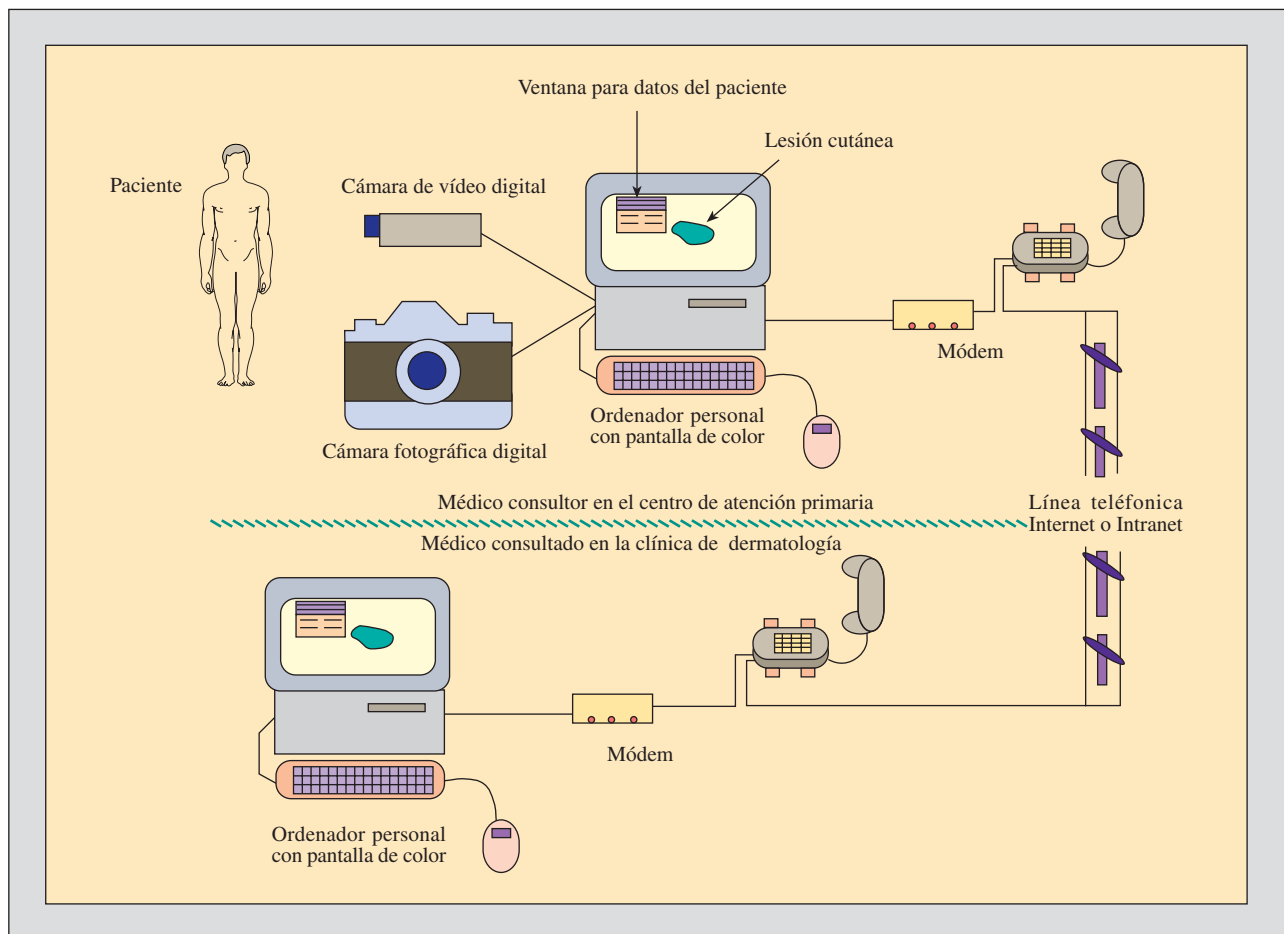 Ventana para datos del paciente
Lesión cutánea
Paciente
Cámara de vídeo digital
Módem
Ordenador personal
con pantalla de color
Cámara fotográfica digital
Médico consultor en el centro de atención primaria
Línea teléfonica
Internet o Intranet
Médico consultado en la clínica de dermatología
Módem
Ordenador personal
con pantalla de color